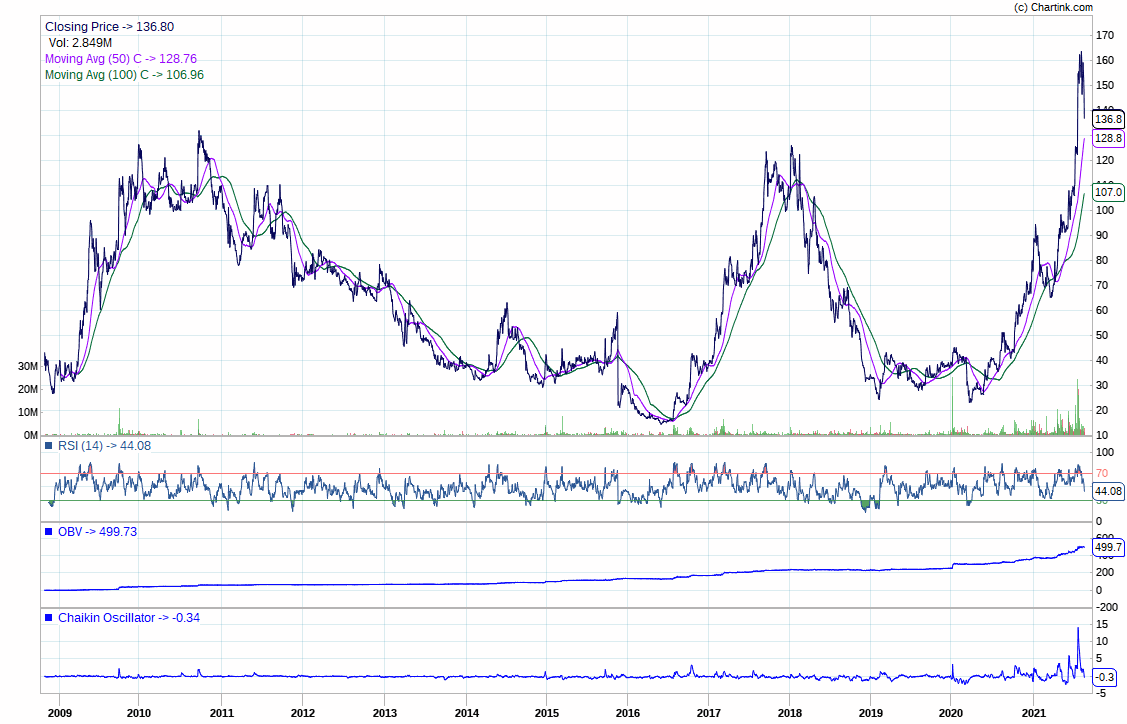 (c) Chartink.com
Closing Price -> 136.80
Vol: 2.849M
Moving Avg (50) C -> 128.76
Moving Avg (100) C -> 106.96
170
160
150
140
136.8
128.8
120
107.0
100
90
80
70
60
50
40
30
20
10
30M
20M
10M
0M
RSI (14) -> 44.08
100
70
44.08
0
OBV -> 499.73
600
499.7
200
0
-200
Chaikin Oscillator -> -0.34
15
10
5
-0.3
-5
2009 2010 2011 2012 2013 2014 2015 2016 2017 2018 2019 2020 2021